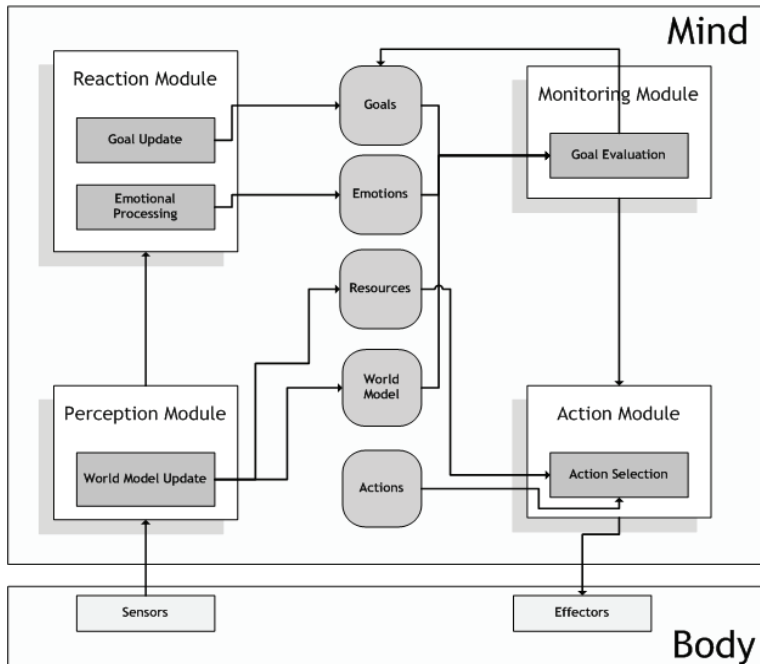 Mind
Reaction Module
Goal Update
Emotional
Processing
Goals
Emotions
Resources
World
Model
Actions
Monitoring Module
Goal Evaluation
Perception Module
World Model Update
Action Module
Action Selection
Sensors
Effectors
Body